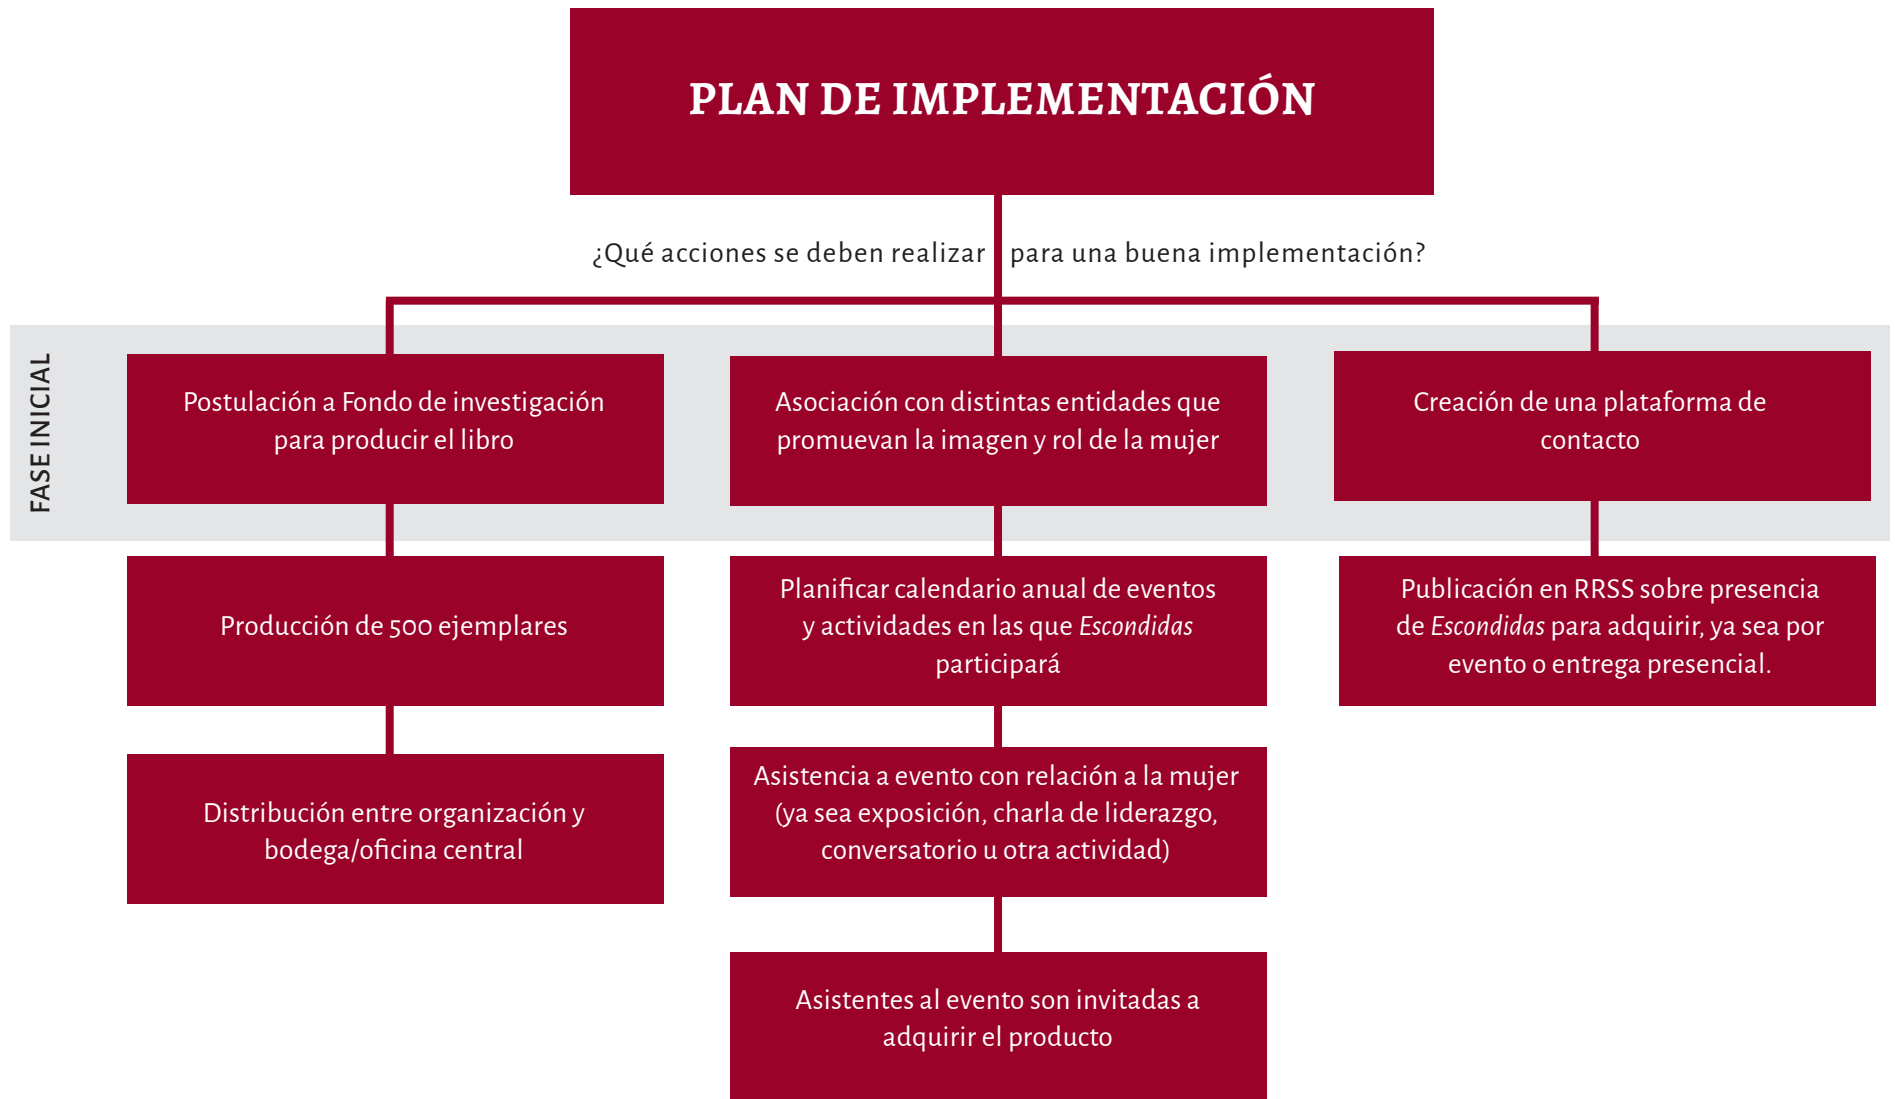 PLAN DE IMPLEMENTACIÓN
¿Qué acciones se deben realizar para una buena implementación?
FASE INICIAL
Postulación a Fondo de investigación
para producir el libro
Asociación con distintas entidades que
promuevan la imagen y rol de la mujer
Creación de una plataforma de
contacto
Producción de 500 ejemplares
Planificar calendario anual de eventos
y actividades en las que Escondidas
participará
Publicación en RRSS sobre presencia
de Escondidas para adquirir, ya sea por
evento o entrega presencial.
Distribución entre organización y
bodega/oficina central
Asistencia a evento con relación a la mujer
(ya sea exposición, charla de liderazgo,
conversatorio u otra actividad)
Asistentes al evento son invitadas a
adquirir el producto